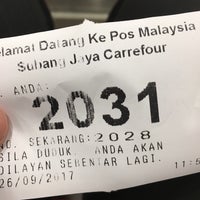 elamat Datang Ke Pos Malaysia
Subang Jaya Carrefour
. ANDA:
2031
NO. SEKARANG: 2028
SILA DUDUK, ANDA AKAN
DILAYAN SEBENTAR LAGI.
26/09/2017 11:5